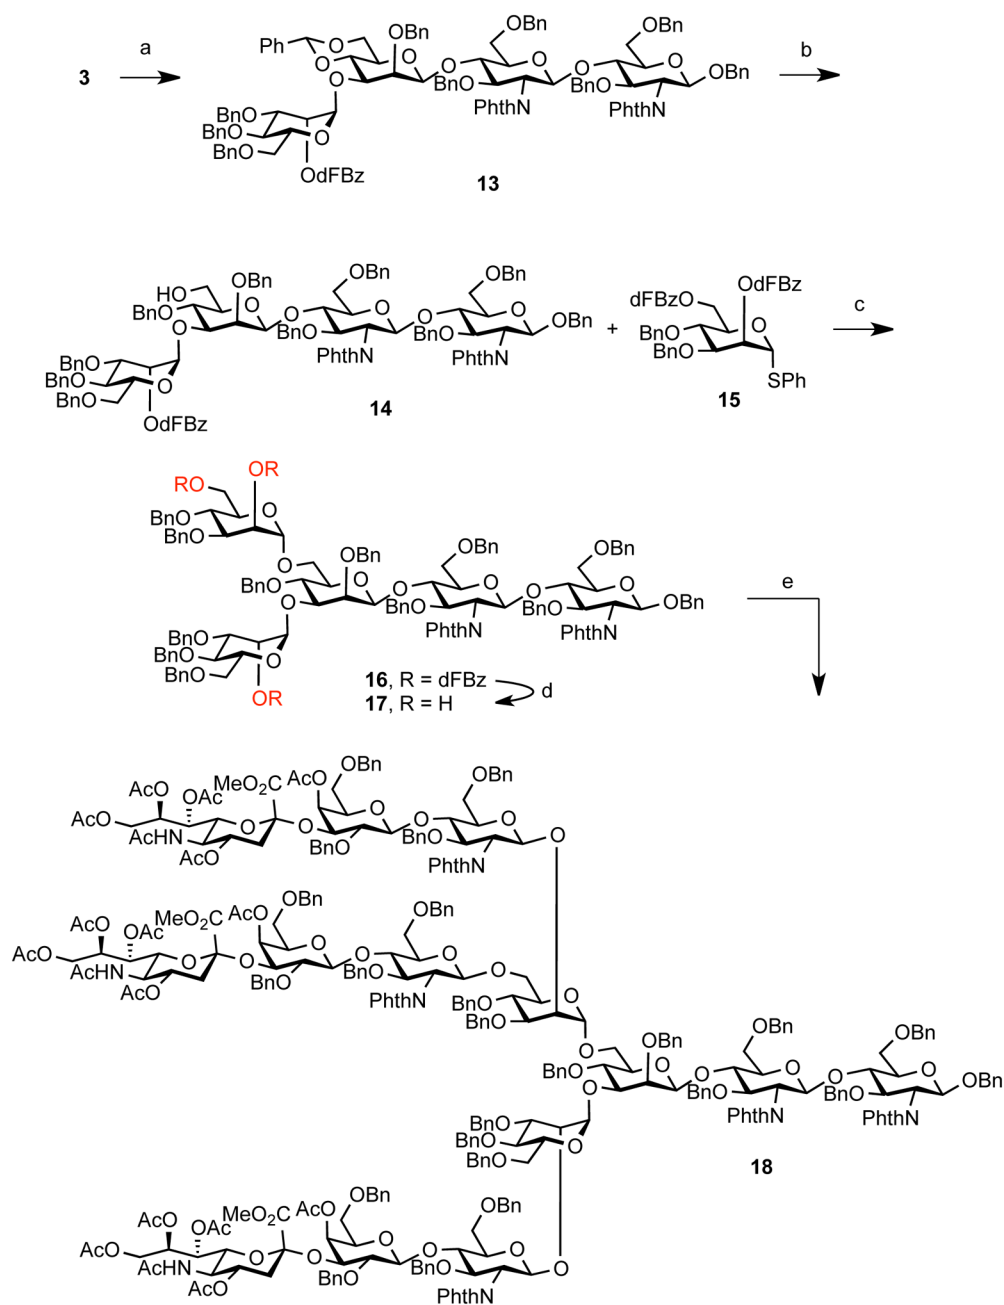 3
a
Ph
O
O
O
OBn
O
O
OBn
O
BnO
PhthN
O
OBn
O
BnO
PhthN
OBn
BnO
BnO
BnO
O
OdFBz
13
b
HO
BnO
O
OBn
O
O
OBn
O
BnO
PhthN
O
OBn
O
BnO
PhthN
OBn
BnO
BnO
BnO
O
OdFBz
14
+
dFBzO
OdFBz
BnO
BnO
O
SPh
15
c
RO
OR
BnO
BnO
O
O
BnO
O
OBn
O
O
OBn
O
BnO
PhthN
O
OBn
O
BnO
PhthN
OBn
BnO
BnO
BnO
O
OR
16, R = dFBz
17, R = H
d
e
AcO
OAc
AcO
AcHN
AcO
O
MeO2C
O
AcO
OBn
O
BnO
O
OBn
O
BnO
PhthN
O
AcO
OAc
AcO
AcHN
AcO
O
MeO2C
O
AcO
OBn
O
BnO
O
OBn
O
BnO
PhthN
O
BnO
BnO
O
O
BnO
O
OBn
O
O
OBn
O
BnO
PhthN
O
OBn
O
BnO
PhthN
OBn
BnO
BnO
BnO
O
18
AcO
OAc
AcO
AcHN
AcO
O
MeO2C
O
AcO
OBn
O
BnO
O
OBn
O
BnO
PhthN
O